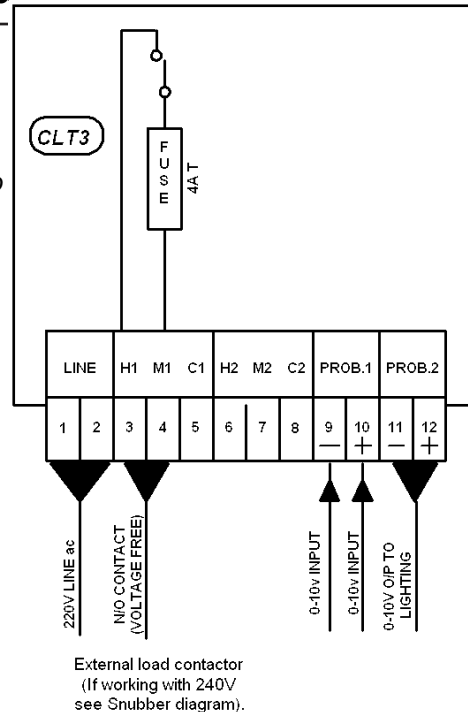 CLT3
F
U
S
E
4A T
LINE H1 M1 C1 H2 M2 C2 PROB.1 PROB.2
1 2 3 4 5 6 7 8 9 10 11 12
− + − +
220V LINE ac
N/O CONTACT
(VOLTAGE FREE)
0-10v INPUT
0-10v INPUT
0-10V O/P TO
LIGHTING
External load contactor
(If working with 240V
see Snubber diagram).